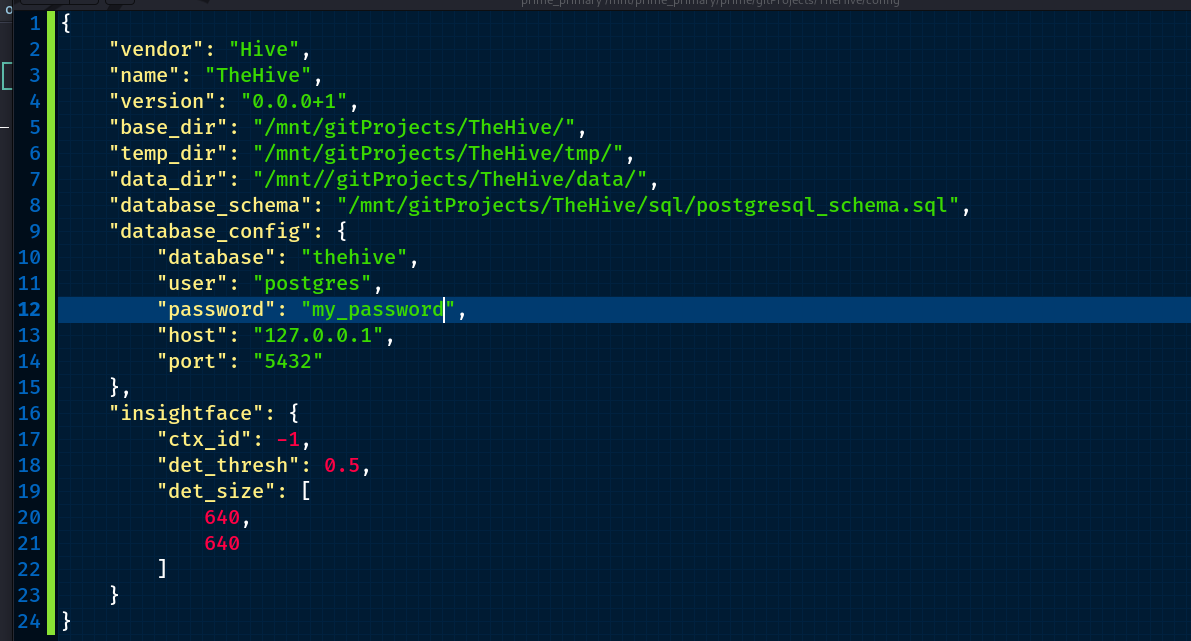 prime_primary /mnt/prime_primary/prime/gitProjects/TheHive/config
1 {
2 "vendor": "Hive",
3 "name": "TheHive",
4 "version": "0.0.0+1",
5 "base_dir": "/mnt/gitProjects/TheHive/",
6 "temp_dir": "/mnt/gitProjects/TheHive/tmp/",
7 "data_dir": "/mnt//gitProjects/TheHive/data/",
8 "database_schema": "/mnt/gitProjects/TheHive/sql/postgresql_schema.sql",
9 "database_config": {
10 "database": "thehive",
11 "user": "postgres",
12 "password": "my_password",
13 "host": "127.0.0.1",
14 "port": "5432"
15 },
16 "insightface": {
17 "ctx_id": -1,
18 "det_thresh": 0.5,
19 "det_size": [
20 640,
21 640
22 ]
23 }
24 }